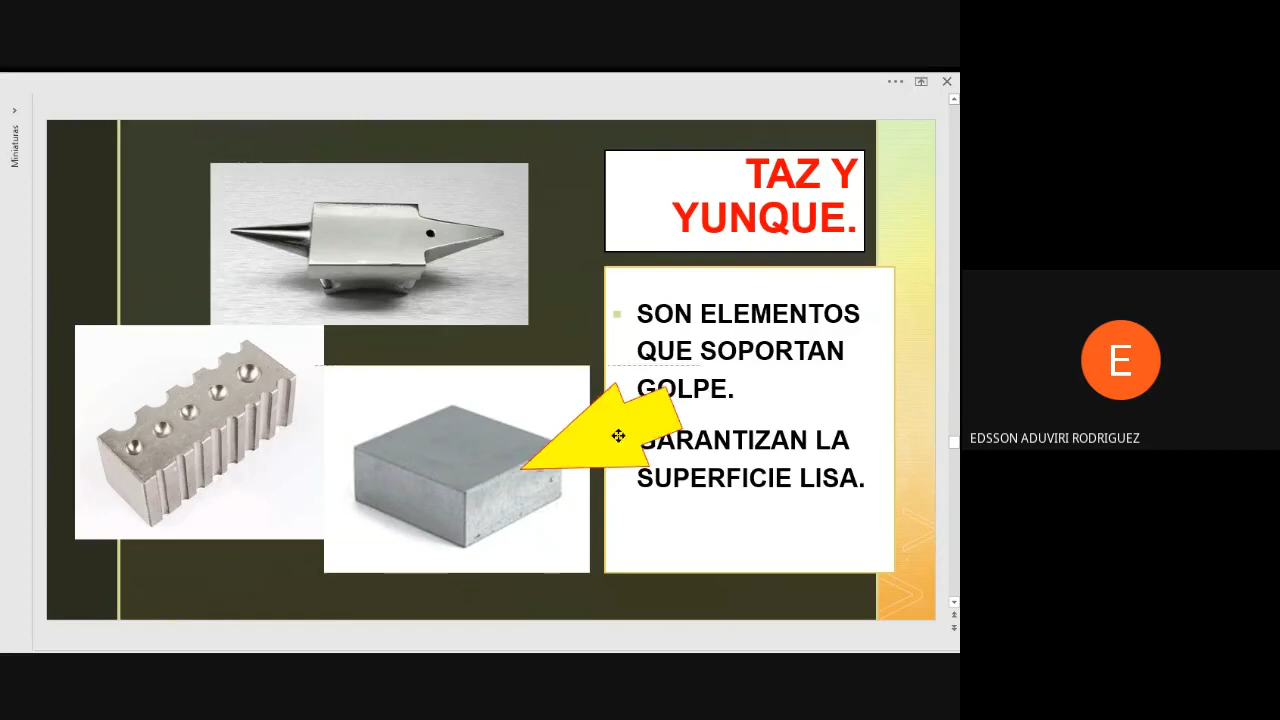 Miniaturas
TAZ Y
YUNQUE.
SON ELEMENTOS
QUE SOPORTAN
GOLPE.
GARANTIZAN LA
SUPERFICIE LISA.
E
EDSSON ADUVIRI RODRIGUEZ